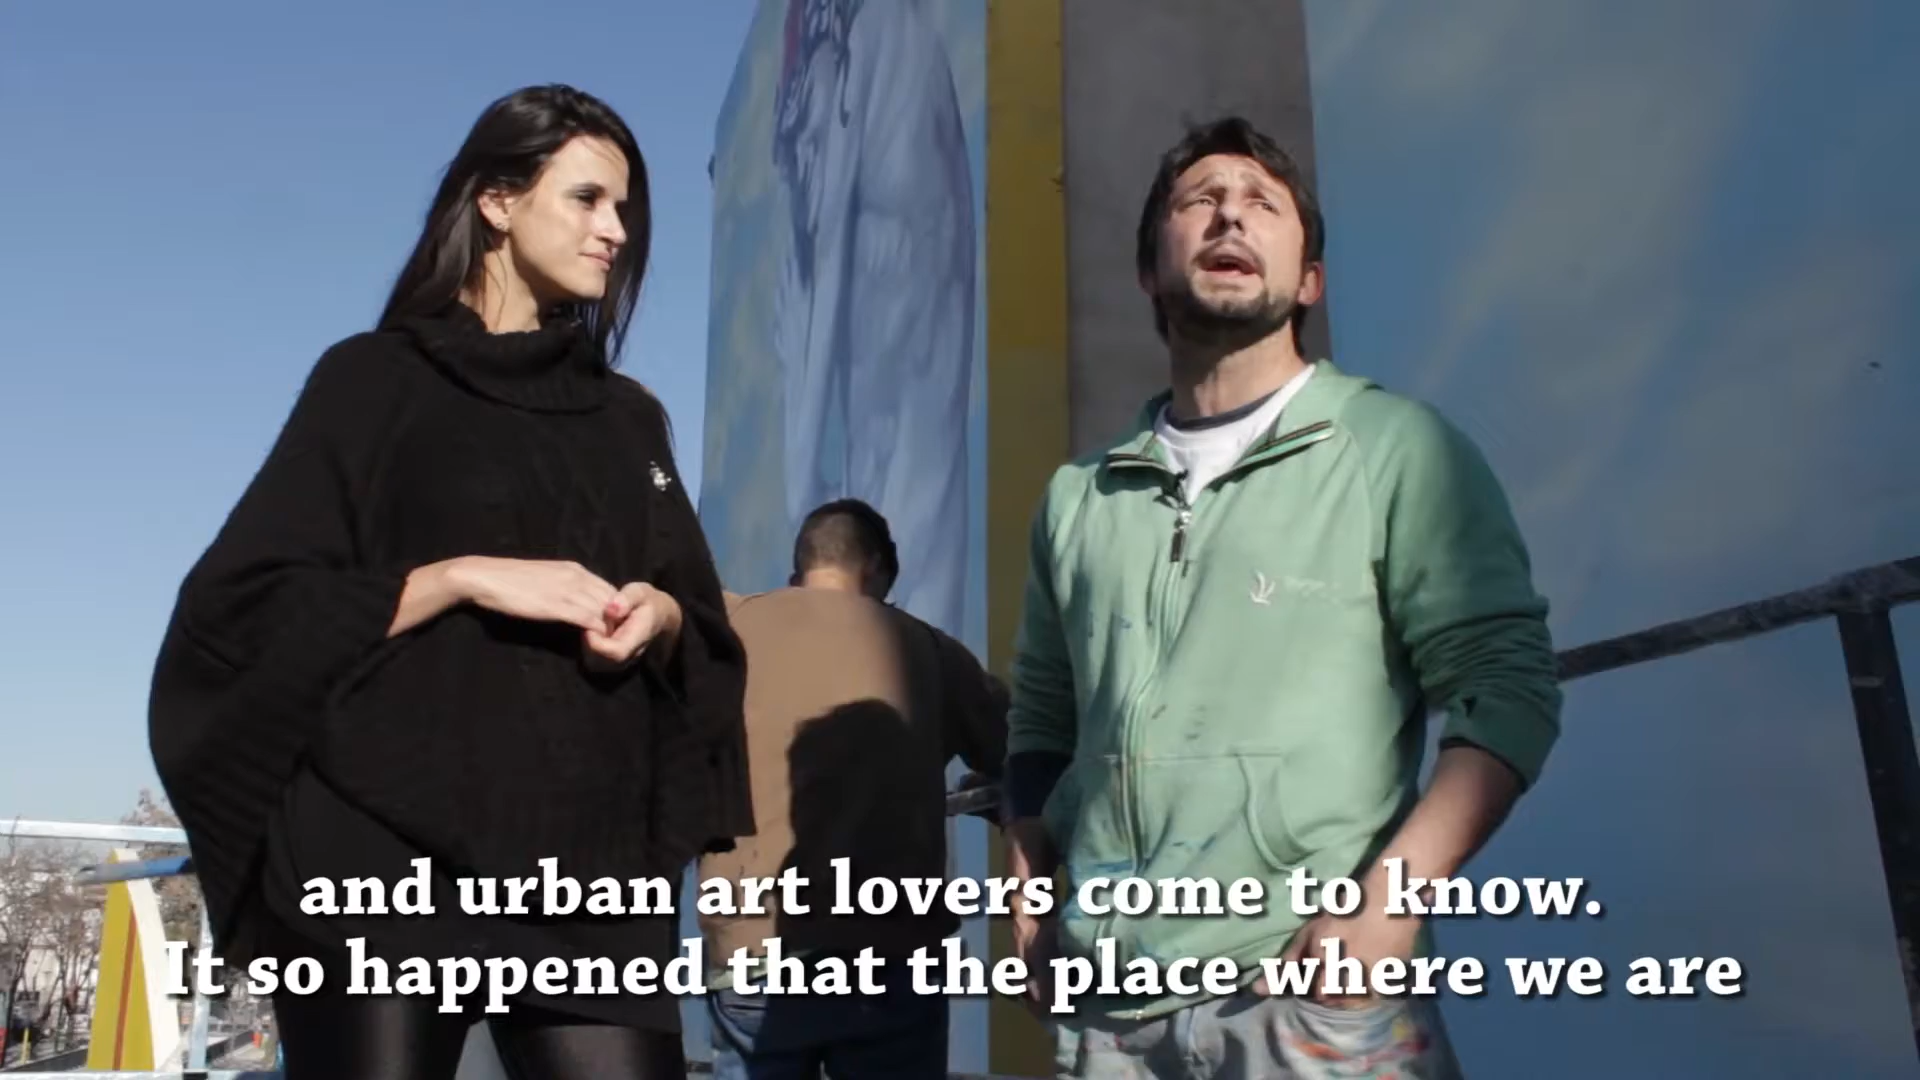 and urban art lovers come to know.
It so happened that the place where we are